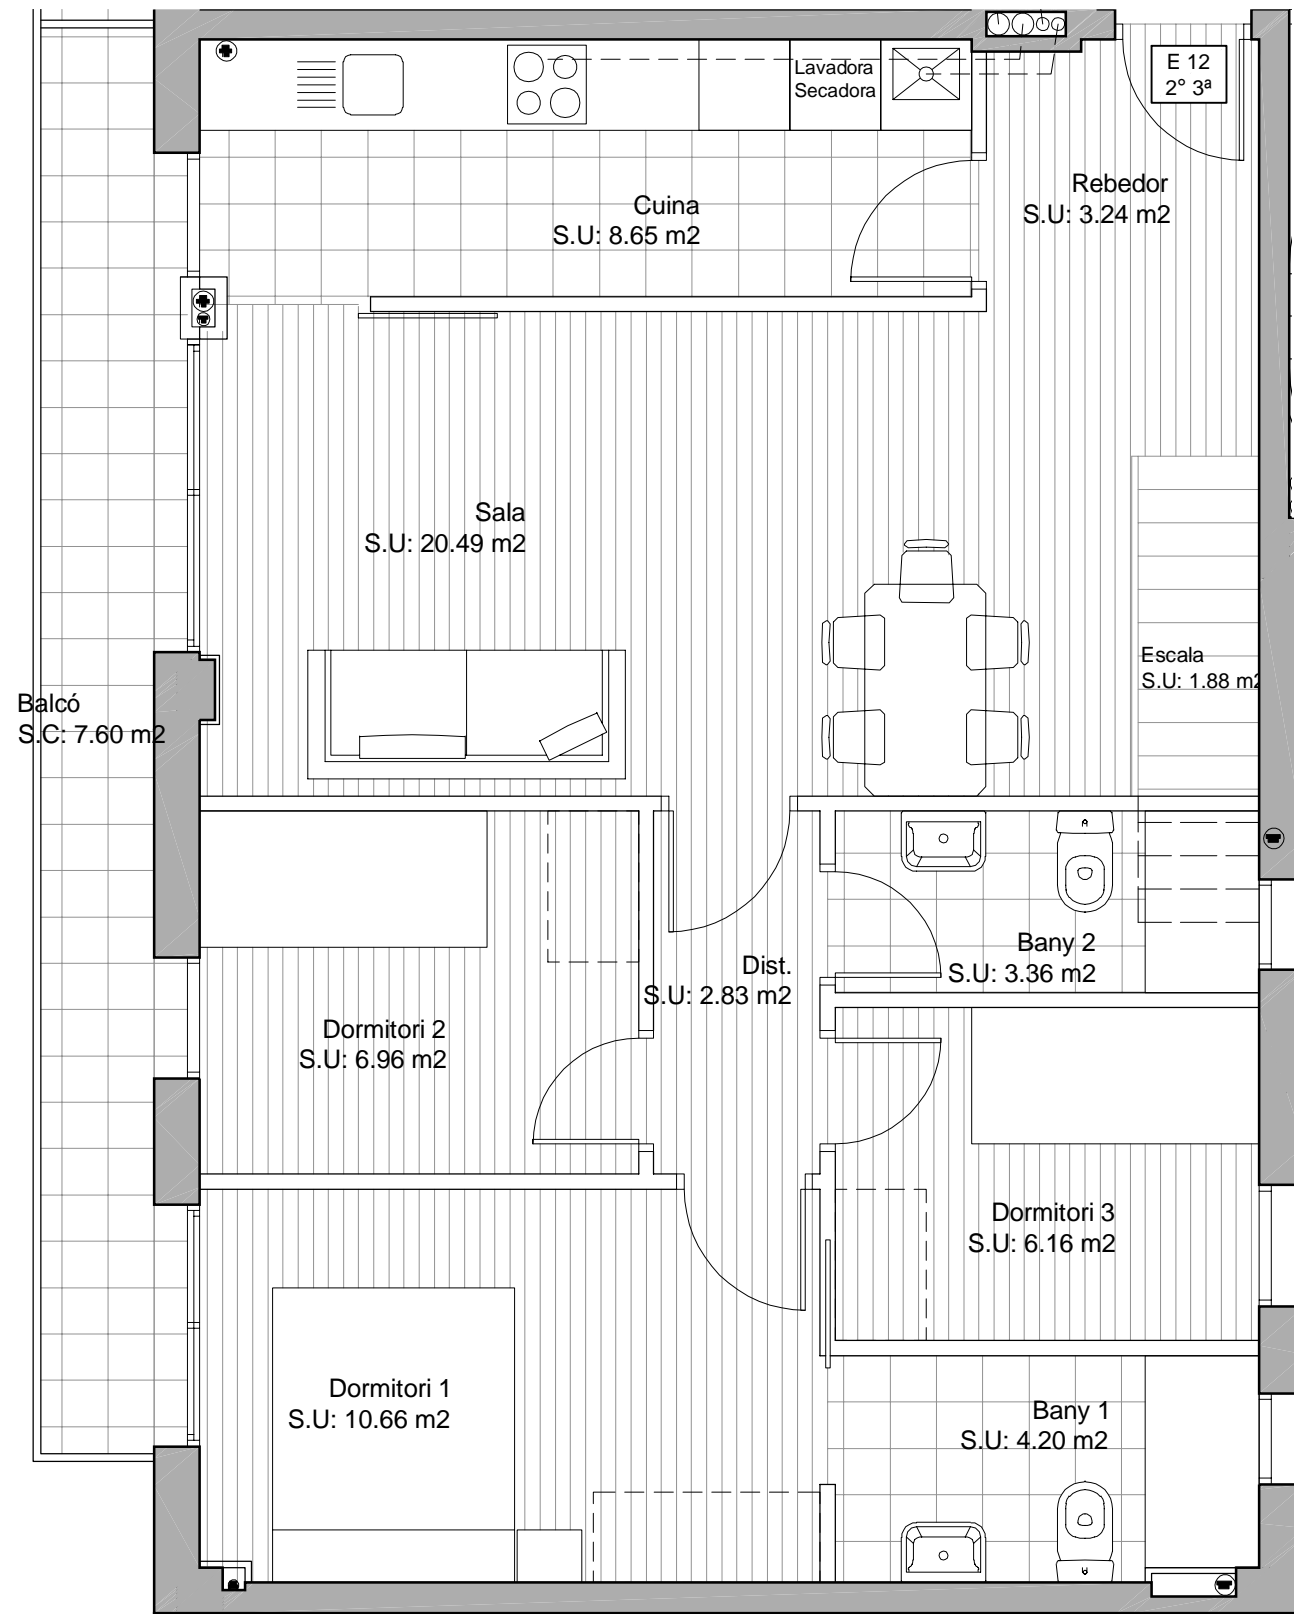 Lavadora
Secadora
E 12
2° 3ª
Rebedor
S.U: 3.24 m2
Cuina
S.U: 8.65 m2
Sala
S.U: 20.49 m2
Escala
S.U: 1.88 m2
Balcó
S.C: 7.60 m2
Bany 2
S.U: 3.36 m2
Dist.
S.U: 2.83 m2
Dormitori 2
S.U: 6.96 m2
Dormitori 3
S.U: 6.16 m2
Dormitori 1
S.U: 10.66 m2
Bany 1
S.U: 4.20 m2